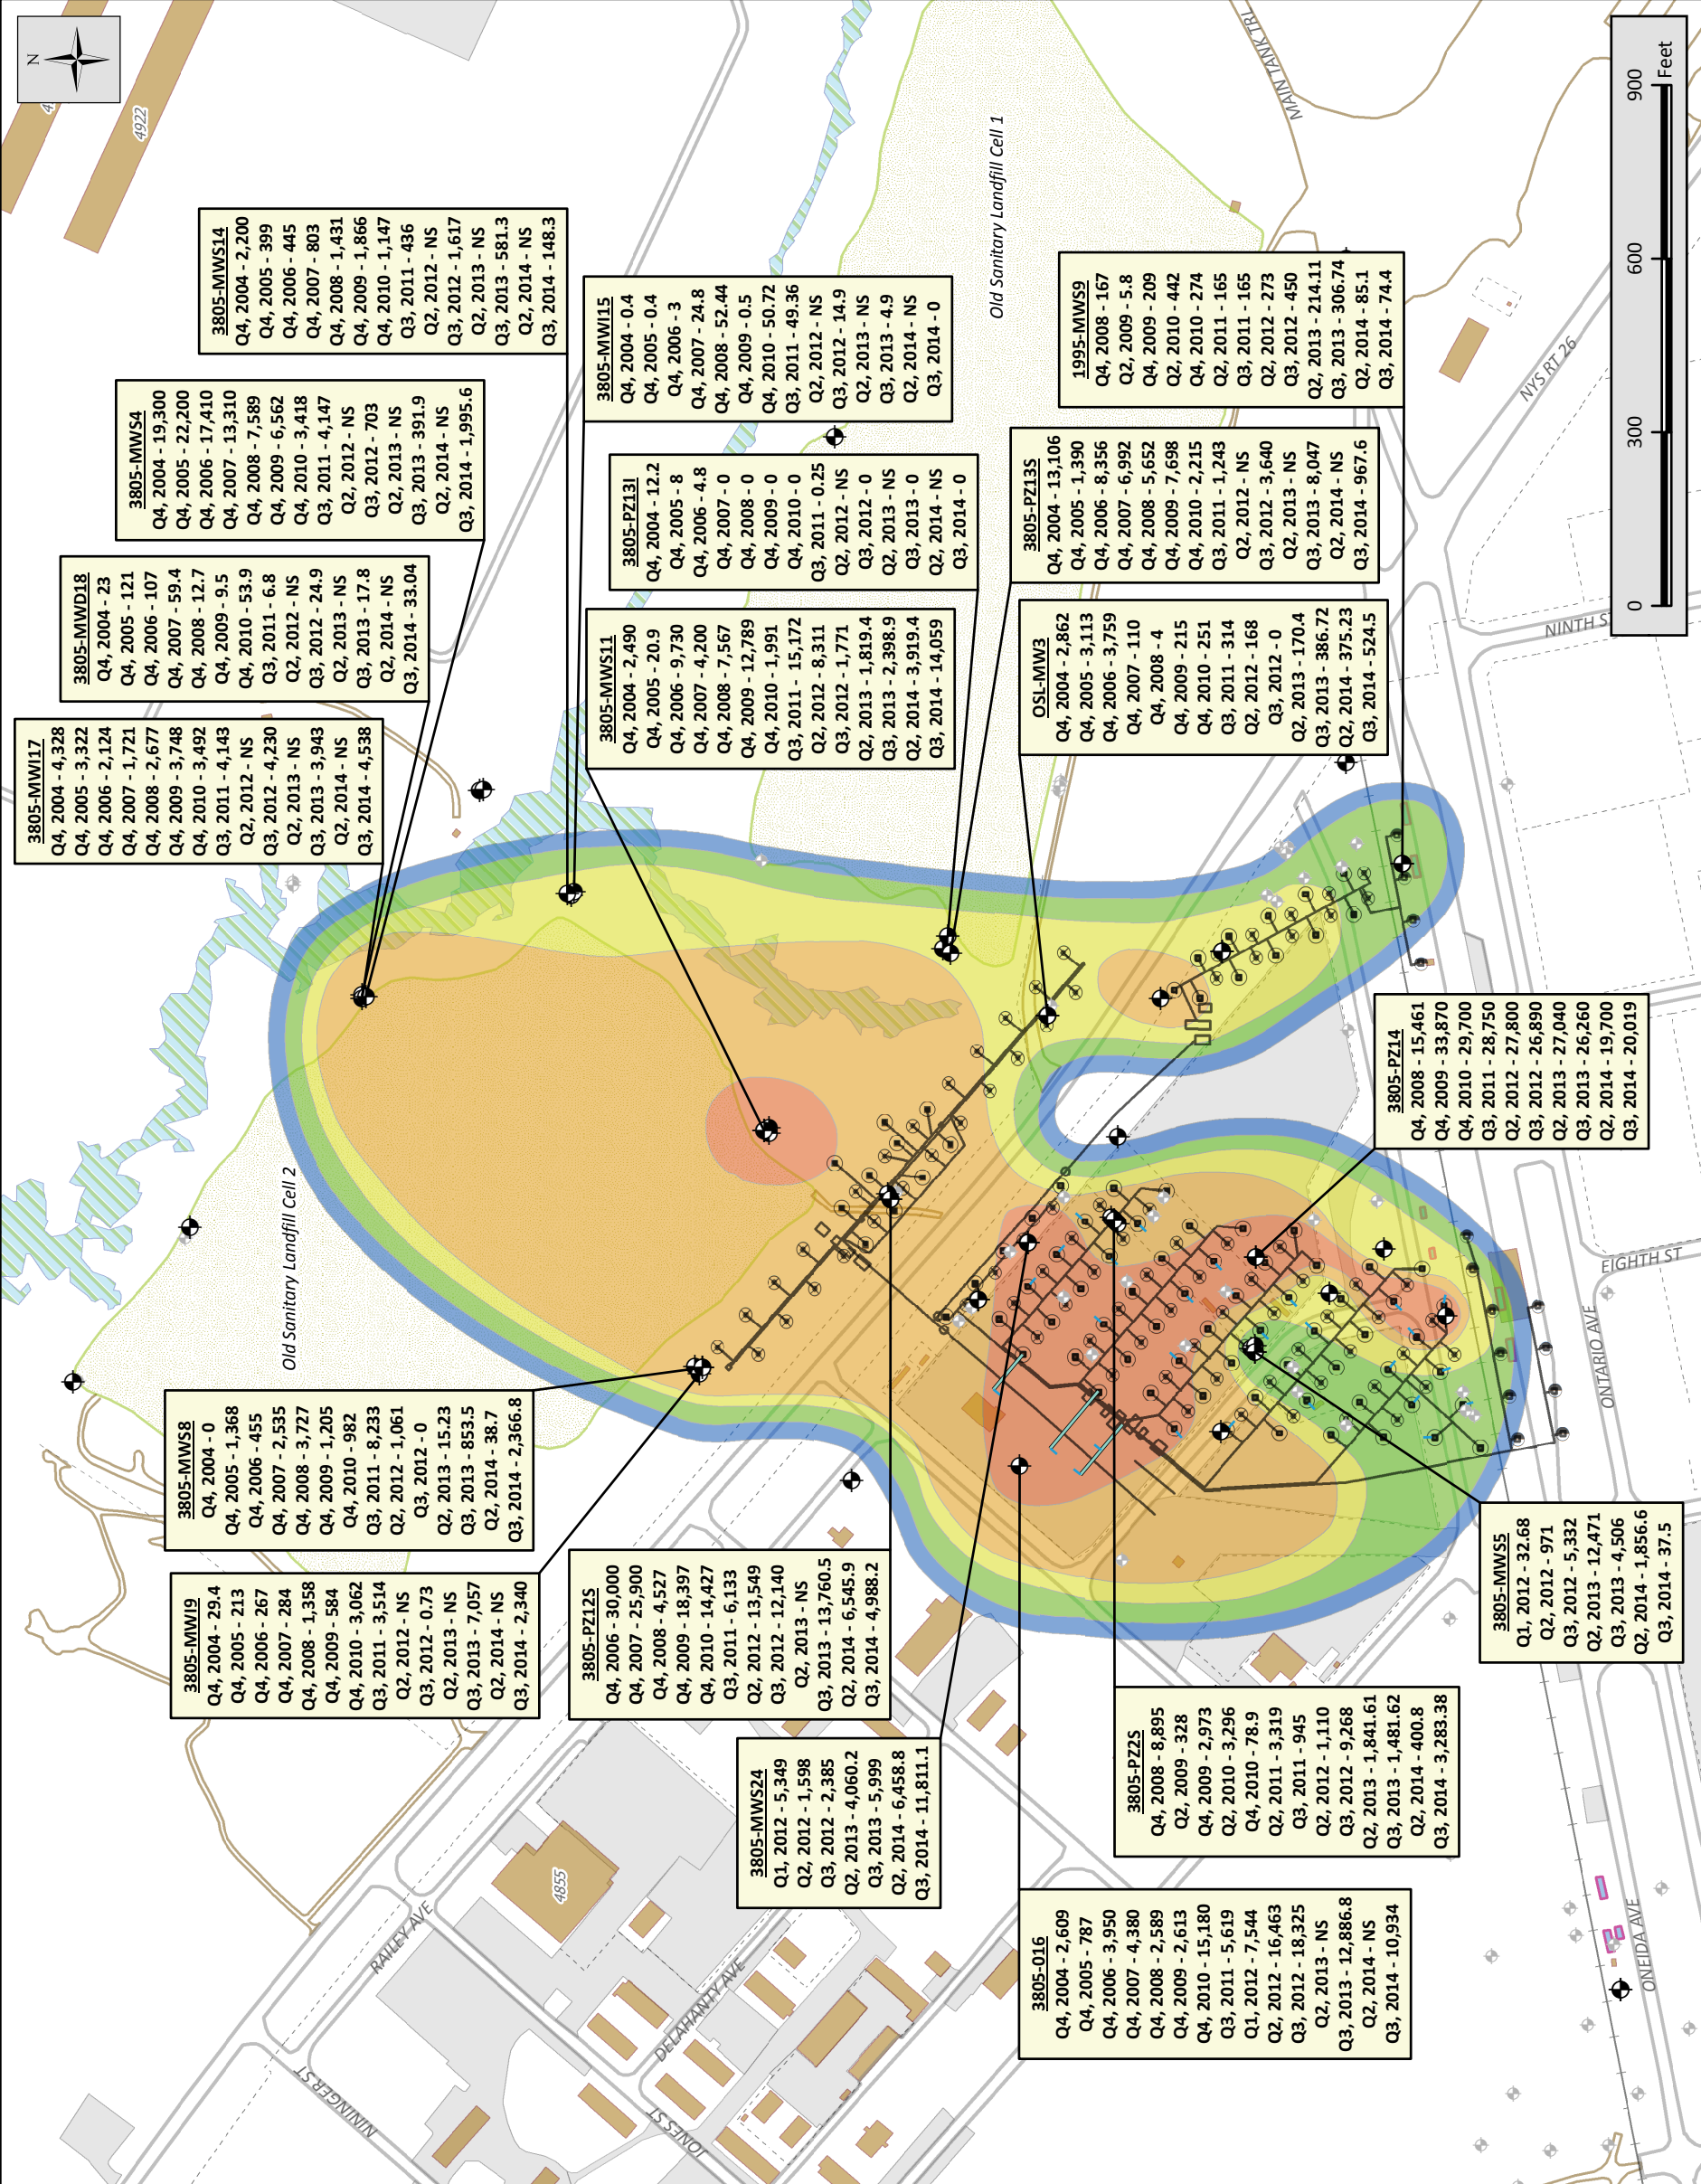 N
4922
3805-MWI17
Q4, 2004 - 4,328
Q4, 2005 - 3,322
Q4, 2006 - 2,124
Q4, 2007 - 1,721
Q4, 2008 - 2,677
Q4, 2009 - 3,748
Q4, 2010 - 3,492
Q3, 2011 - 4,143
Q2, 2012 - NS
Q3, 2012 - 4,230
Q2, 2013 - NS
Q3, 2013 - 3,943
Q2, 2014 - NS
Q3, 2014 - 4,538
3805-MWD18
Q4, 2004 - 23
Q4, 2005 - 121
Q4, 2006 - 107
Q4, 2007 - 59.4
Q4, 2008 - 12.7
Q4, 2009 - 9.5
Q4, 2010 - 53.9
Q3, 2011 - 6.8
Q2, 2012 - NS
Q3, 2012 - 24.9
Q2, 2013 - NS
Q3, 2013 - 17.8
Q2, 2014 - NS
Q3, 2014 - 33.04
3805-MWS4
Q4, 2004 - 19,300
Q4, 2005 - 22,200
Q4, 2006 - 17,410
Q4, 2007 - 13,310
Q4, 2008 - 7,589
Q4, 2009 - 6,562
Q4, 2010 - 3,418
Q3, 2011 - 4,147
Q2, 2012 - NS
Q3, 2012 - 703
Q2, 2013 - NS
Q3, 2013 - 391.9
Q2, 2014 - NS
Q3, 2014 - 1,995.6
3805-MWS14
Q4, 2004 - 2,200
Q4, 2005 - 399
Q4, 2006 - 445
Q4, 2007 - 803
Q4, 2008 - 1,431
Q4, 2009 - 1,866
Q4, 2010 - 1,147
Q3, 2011 - 436
Q2, 2012 - NS
Q3, 2012 - 1,617
Q2, 2013 - NS
Q3, 2013 - 581.3
Q2, 2014 - NS
Q3, 2014 - 148.3
3805-MWI15
Q4, 2004 - 0.4
Q4, 2005 - 0.4
Q4, 2006 - 3
Q4, 2007 - 24.8
Q4, 2008 - 52.44
Q4, 2009 - 0.5
Q4, 2010 - 50.72
Q3, 2011 - 49.36
Q2, 2012 - NS
Q3, 2012 - 14.9
Q2, 2013 - NS
Q3, 2013 - 4.9
Q2, 2014 - NS
Q3, 2014 - 0
3805-PZ13I
Q4, 2004 - 12.2
Q4, 2005 - 8
Q4, 2006 - 4.8
Q4, 2007 - 0
Q4, 2008 - 0
Q4, 2009 - 0
Q4, 2010 - 0
Q3, 2011 - 0.25
Q2, 2012 - NS
Q3, 2012 - 0
Q2, 2013 - NS
Q3, 2013 - 0
Q2, 2014 - NS
Q3, 2014 - 0
3805-MWS11
Q4, 2004 - 2,490
Q4, 2005 - 20.9
Q4, 2006 - 9,730
Q4, 2007 - 4,200
Q4, 2008 - 7,567
Q4, 2009 - 12,789
Q4, 2010 - 1,991
Q3, 2011 - 15,172
Q2, 2012 - 8,311
Q3, 2012 - 1,771
Q2, 2013 - 1,819.4
Q3, 2013 - 2,398.9
Q2, 2014 - 3,919.4
Q3, 2014 - 14,059
3805-PZ13S
Q4, 2004 - 13,106
Q4, 2005 - 1,390
Q4, 2006 - 8,356
Q4, 2007 - 6,992
Q4, 2008 - 5,652
Q4, 2009 - 7,698
Q4, 2010 - 2,215
Q3, 2011 - 1,243
Q2, 2012 - NS
Q3, 2012 - 3,640
Q2, 2013 - NS
Q3, 2013 - 8,047
Q2, 2014 - NS
Q3, 2014 - 967.6
1995-MWS9
Q4, 2008 - 167
Q2, 2009 - 5.8
Q4, 2009 - 209
Q2, 2010 - 442
Q4, 2010 - 274
Q2, 2011 - 165
Q3, 2011 - 165
Q2, 2012 - 273
Q3, 2012 - 450
Q2, 2013 - 214.11
Q3, 2013 - 306.74
Q2, 2014 - 85.1
Q3, 2014 - 74.4
OSL-MW3
Q4, 2004 - 2,862
Q4, 2005 - 3,113
Q4, 2006 - 3,759
Q4, 2007 - 110
Q4, 2008 - 4
Q4, 2009 - 215
Q4, 2010 - 251
Q3, 2011 - 314
Q2, 2012 - 168
Q3, 2012 - 0
Q2, 2013 - 170.4
Q3, 2013 - 386.72
Q2, 2014 - 375.23
Q3, 2014 - 524.5
3805-PZ14
Q4, 2008 - 15,461
Q4, 2009 - 33,870
Q4, 2010 - 29,700
Q3, 2011 - 28,750
Q2, 2012 - 27,800
Q3, 2012 - 26,890
Q2, 2013 - 27,040
Q3, 2013 - 26,260
Q2, 2014 - 19,700
Q3, 2014 - 20,019
3805-MWS8
Q4, 2004 - 0
Q4, 2005 - 1,368
Q4, 2006 - 455
Q4, 2007 - 2,535
Q4, 2008 - 3,727
Q4, 2009 - 1,205
Q4, 2010 - 982
Q3, 2011 - 8,233
Q2, 2012 - 1,061
Q3, 2012 - 0
Q2, 2013 - 15.23
Q3, 2013 - 853.5
Q2, 2014 - 38.7
Q3, 2014 - 2,366.8
3805-MWI9
Q4, 2004 - 29.4
Q4, 2005 - 213
Q4, 2006 - 267
Q4, 2007 - 284
Q4, 2008 - 1,358
Q4, 2009 - 584
Q4, 2010 - 3,062
Q3, 2011 - 3,514
Q2, 2012 - NS
Q3, 2012 - 0.73
Q2, 2013 - NS
Q3, 2013 - 7,057
Q2, 2014 - NS
Q3, 2014 - 2,340
3805-PZ12S
Q4, 2006 - 30,000
Q4, 2007 - 25,900
Q4, 2008 - 4,527
Q4, 2009 - 18,397
Q4, 2010 - 14,427
Q3, 2011 - 6,133
Q2, 2012 - 13,549
Q3, 2012 - 12,140
Q2, 2013 - NS
Q3, 2013 - 13,760.5
Q2, 2014 - 6,545.9
Q3, 2014 - 4,988.2
3805-MWS24
Q1, 2012 - 5,349
Q2, 2012 - 1,598
Q3, 2012 - 2,385
Q2, 2013 - 4,060.2
Q3, 2013 - 5,999
Q2, 2014 - 6,458.8
Q3, 2014 - 11,811.1
3805-016
Q4, 2004 - 2,609
Q4, 2005 - 787
Q4, 2006 - 3,950
Q4, 2007 - 4,380
Q4, 2008 - 2,589
Q4, 2009 - 2,613
Q4, 2010 - 15,180
Q3, 2011 - 5,619
Q1, 2012 - 7,544
Q2, 2012 - 16,463
Q3, 2012 - 18,325
Q2, 2013 - NS
Q3, 2013 - 12,886.8
Q2, 2014 - NS
Q3, 2014 - 10,934
3805-PZ2S
Q4, 2008 - 8,895
Q2, 2009 - 328
Q4, 2009 - 2,973
Q2, 2010 - 3,296
Q4, 2010 - 78.9
Q2, 2011 - 3,319
Q3, 2011 - 945
Q2, 2012 - 1,110
Q3, 2012 - 9,268
Q2, 2013 - 1,841.61
Q3, 2013 - 1,481.62
Q2, 2014 - 400.8
Q3, 2014 - 3,283.38
3805-MWS5
Q1, 2012 - 32.68
Q2, 2012 - 971
Q3, 2012 - 5,332
Q2, 2013 - 12,471
Q3, 2013 - 4,506
Q2, 2014 - 1,856.6
Q3, 2014 - 37.5
Old Sanitary Landfill Cell 2
Old Sanitary Landfill Cell 1
MAIN TANK TRL
NYS RT 26
NINTH S
EIGHTH ST
ONTARIO AVE
ONEIDA AVE
RAILEY AVE
DELAHANTY AVE
NININGER ST
JONES ST
4855
0 300 600 900
Feet